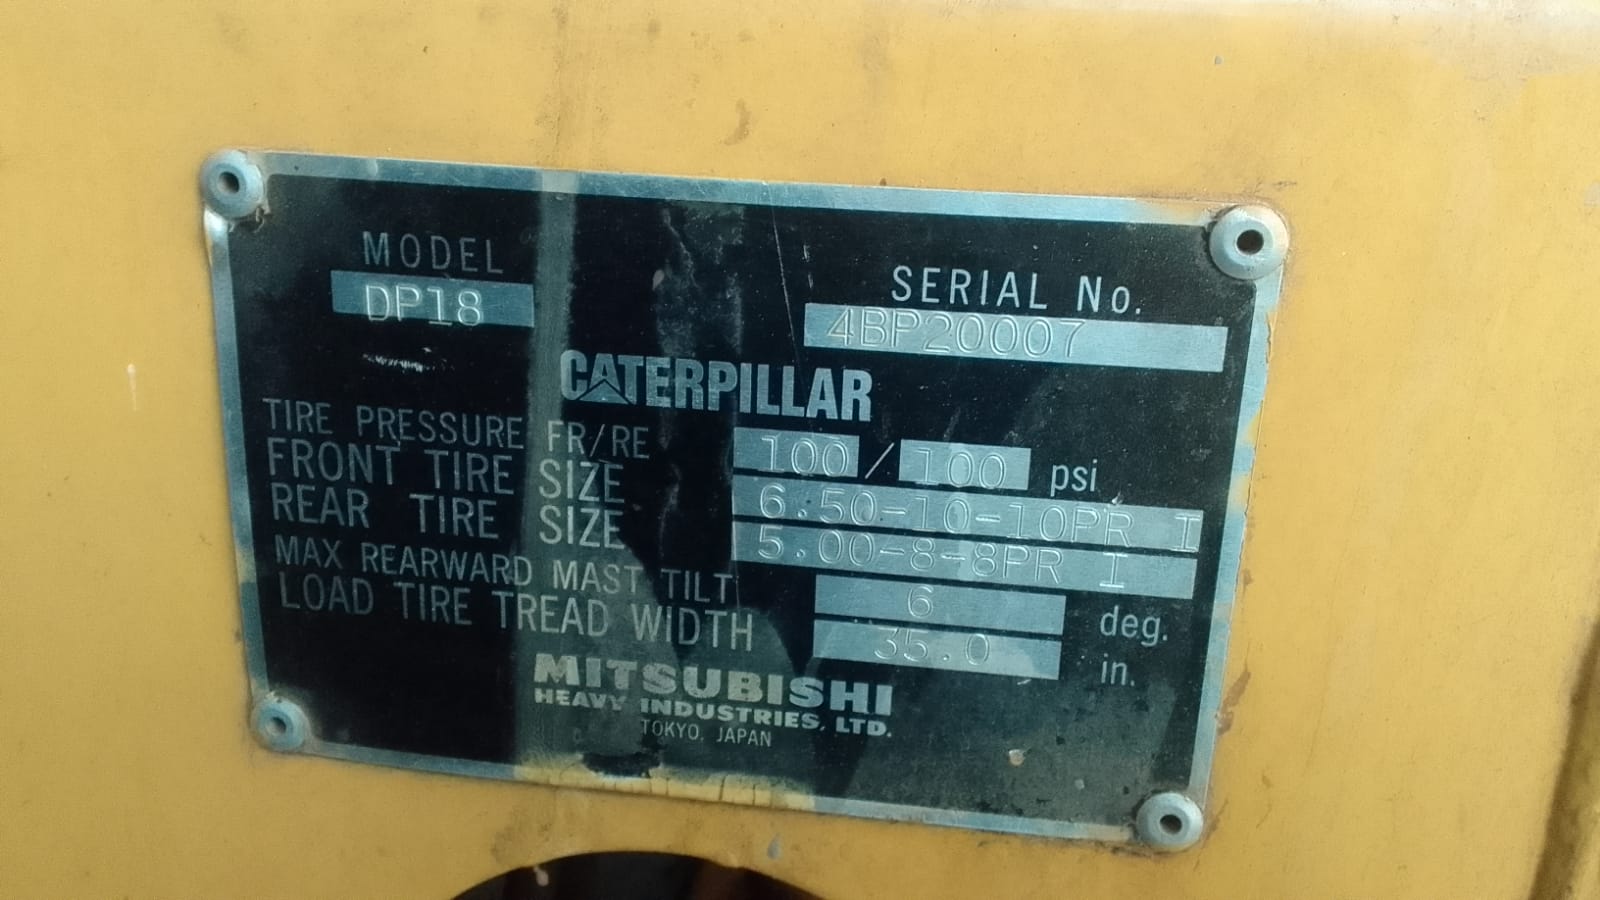 MODEL
DP18
SERIAL No.
4BP20007
CATERPILLAR
TIRE PRESSURE FR/RE 100 / 100 psi
FRONT TIRE SIZE 6.50-10-10PR I
REAR TIRE SIZE 5.00-8-8PR I
MAX REARWARD MAST TILT 6 deg.
LOAD TIRE TREAD WIDTH 35.0 in.
MITSUBISHI
HEAVY INDUSTRIES, LTD.
TOKYO, JAPAN